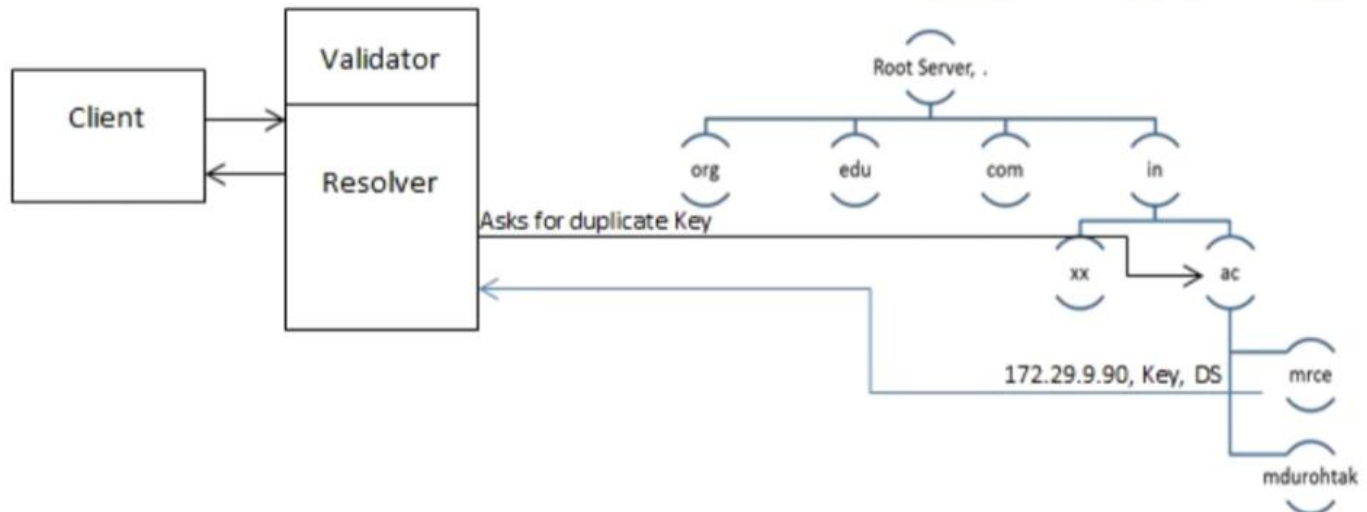 Validator
Client
Resolver
Root Server, .
org
edu
com
in
Asks for duplicate Key
xx
ac
172.29.9.90, Key, DS
mrce
mdurohtak